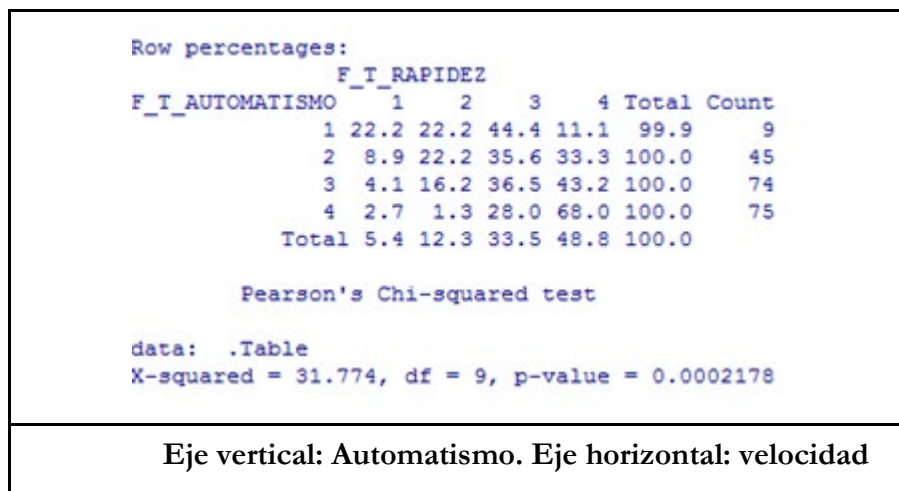 Row percentages:
F_T_RAPIDEZ
F_T_AUTOMATISMO 1 2 3 4 Total Count
1 22.2 22.2 44.4 11.1 99.9 9
2 8.9 22.2 35.6 33.3 100.0 45
3 4.1 16.2 36.5 43.2 100.0 74
4 2.7 1.3 28.0 68.0 100.0 75
Total 5.4 12.3 33.5 48.8 100.0
Pearson's Chi-squared test
data: .Table
X-squared = 31.774, df = 9, p-value = 0.0002178
Eje vertical: Automatismo. Eje horizontal: velocidad